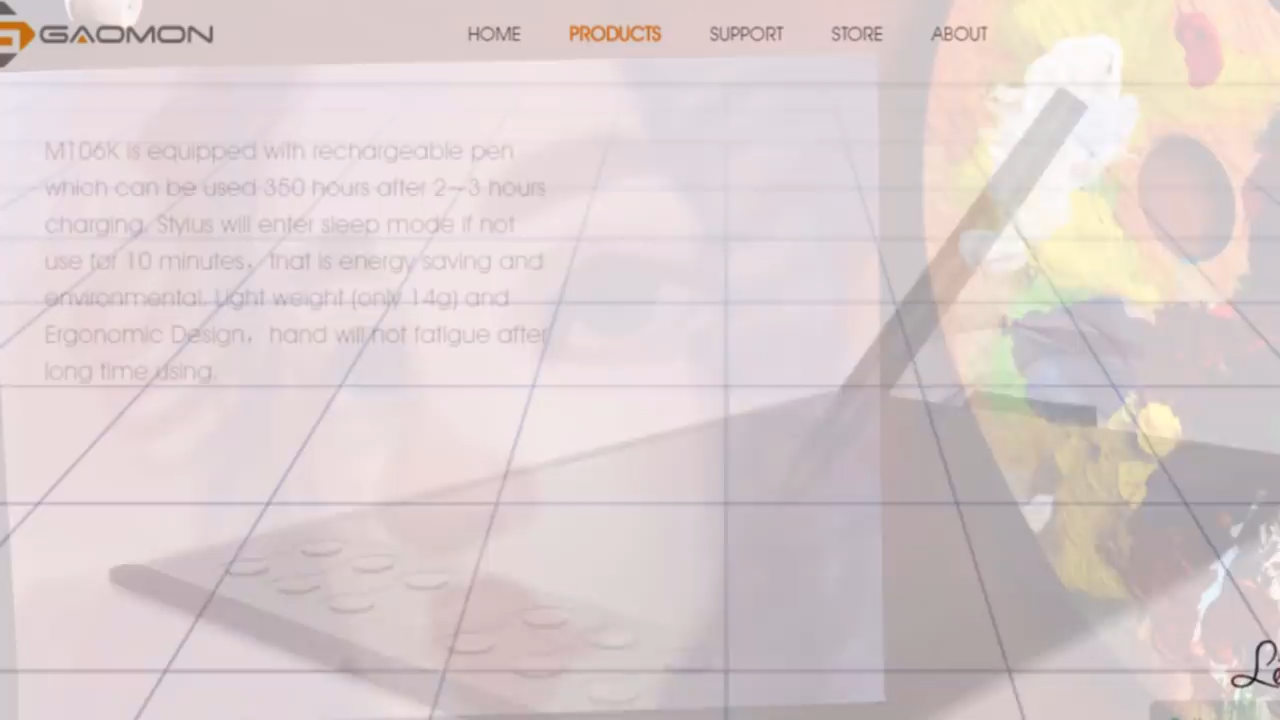 GAOMON
HOME PRODUCTS SUPPORT STORE ABOUT
M106K is equipped with rechargeable pen
which can be used 350 hours after 2~3 hours
charging. Stylus will enter sleep mode if not
use for 10 minutes，that is energy saving and
environmental. Light weight (only 14g) and
Ergonomic Design，hand will not fatigue after
long time using.